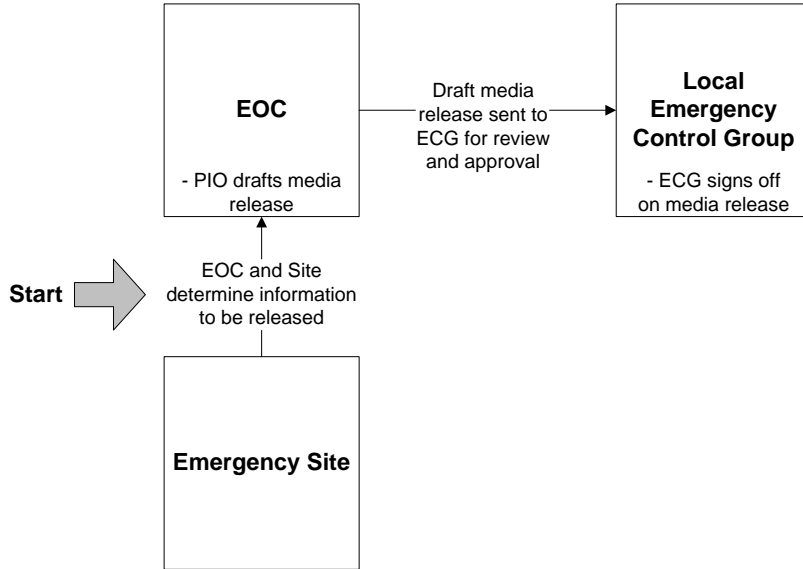 EOC
- PIO drafts media
release
Draft media
release sent to
ECG for review
and approval
Local
Emergency
Control Group
- ECG signs off
on media release
Start
EOC and Site
determine information
to be released
Emergency Site